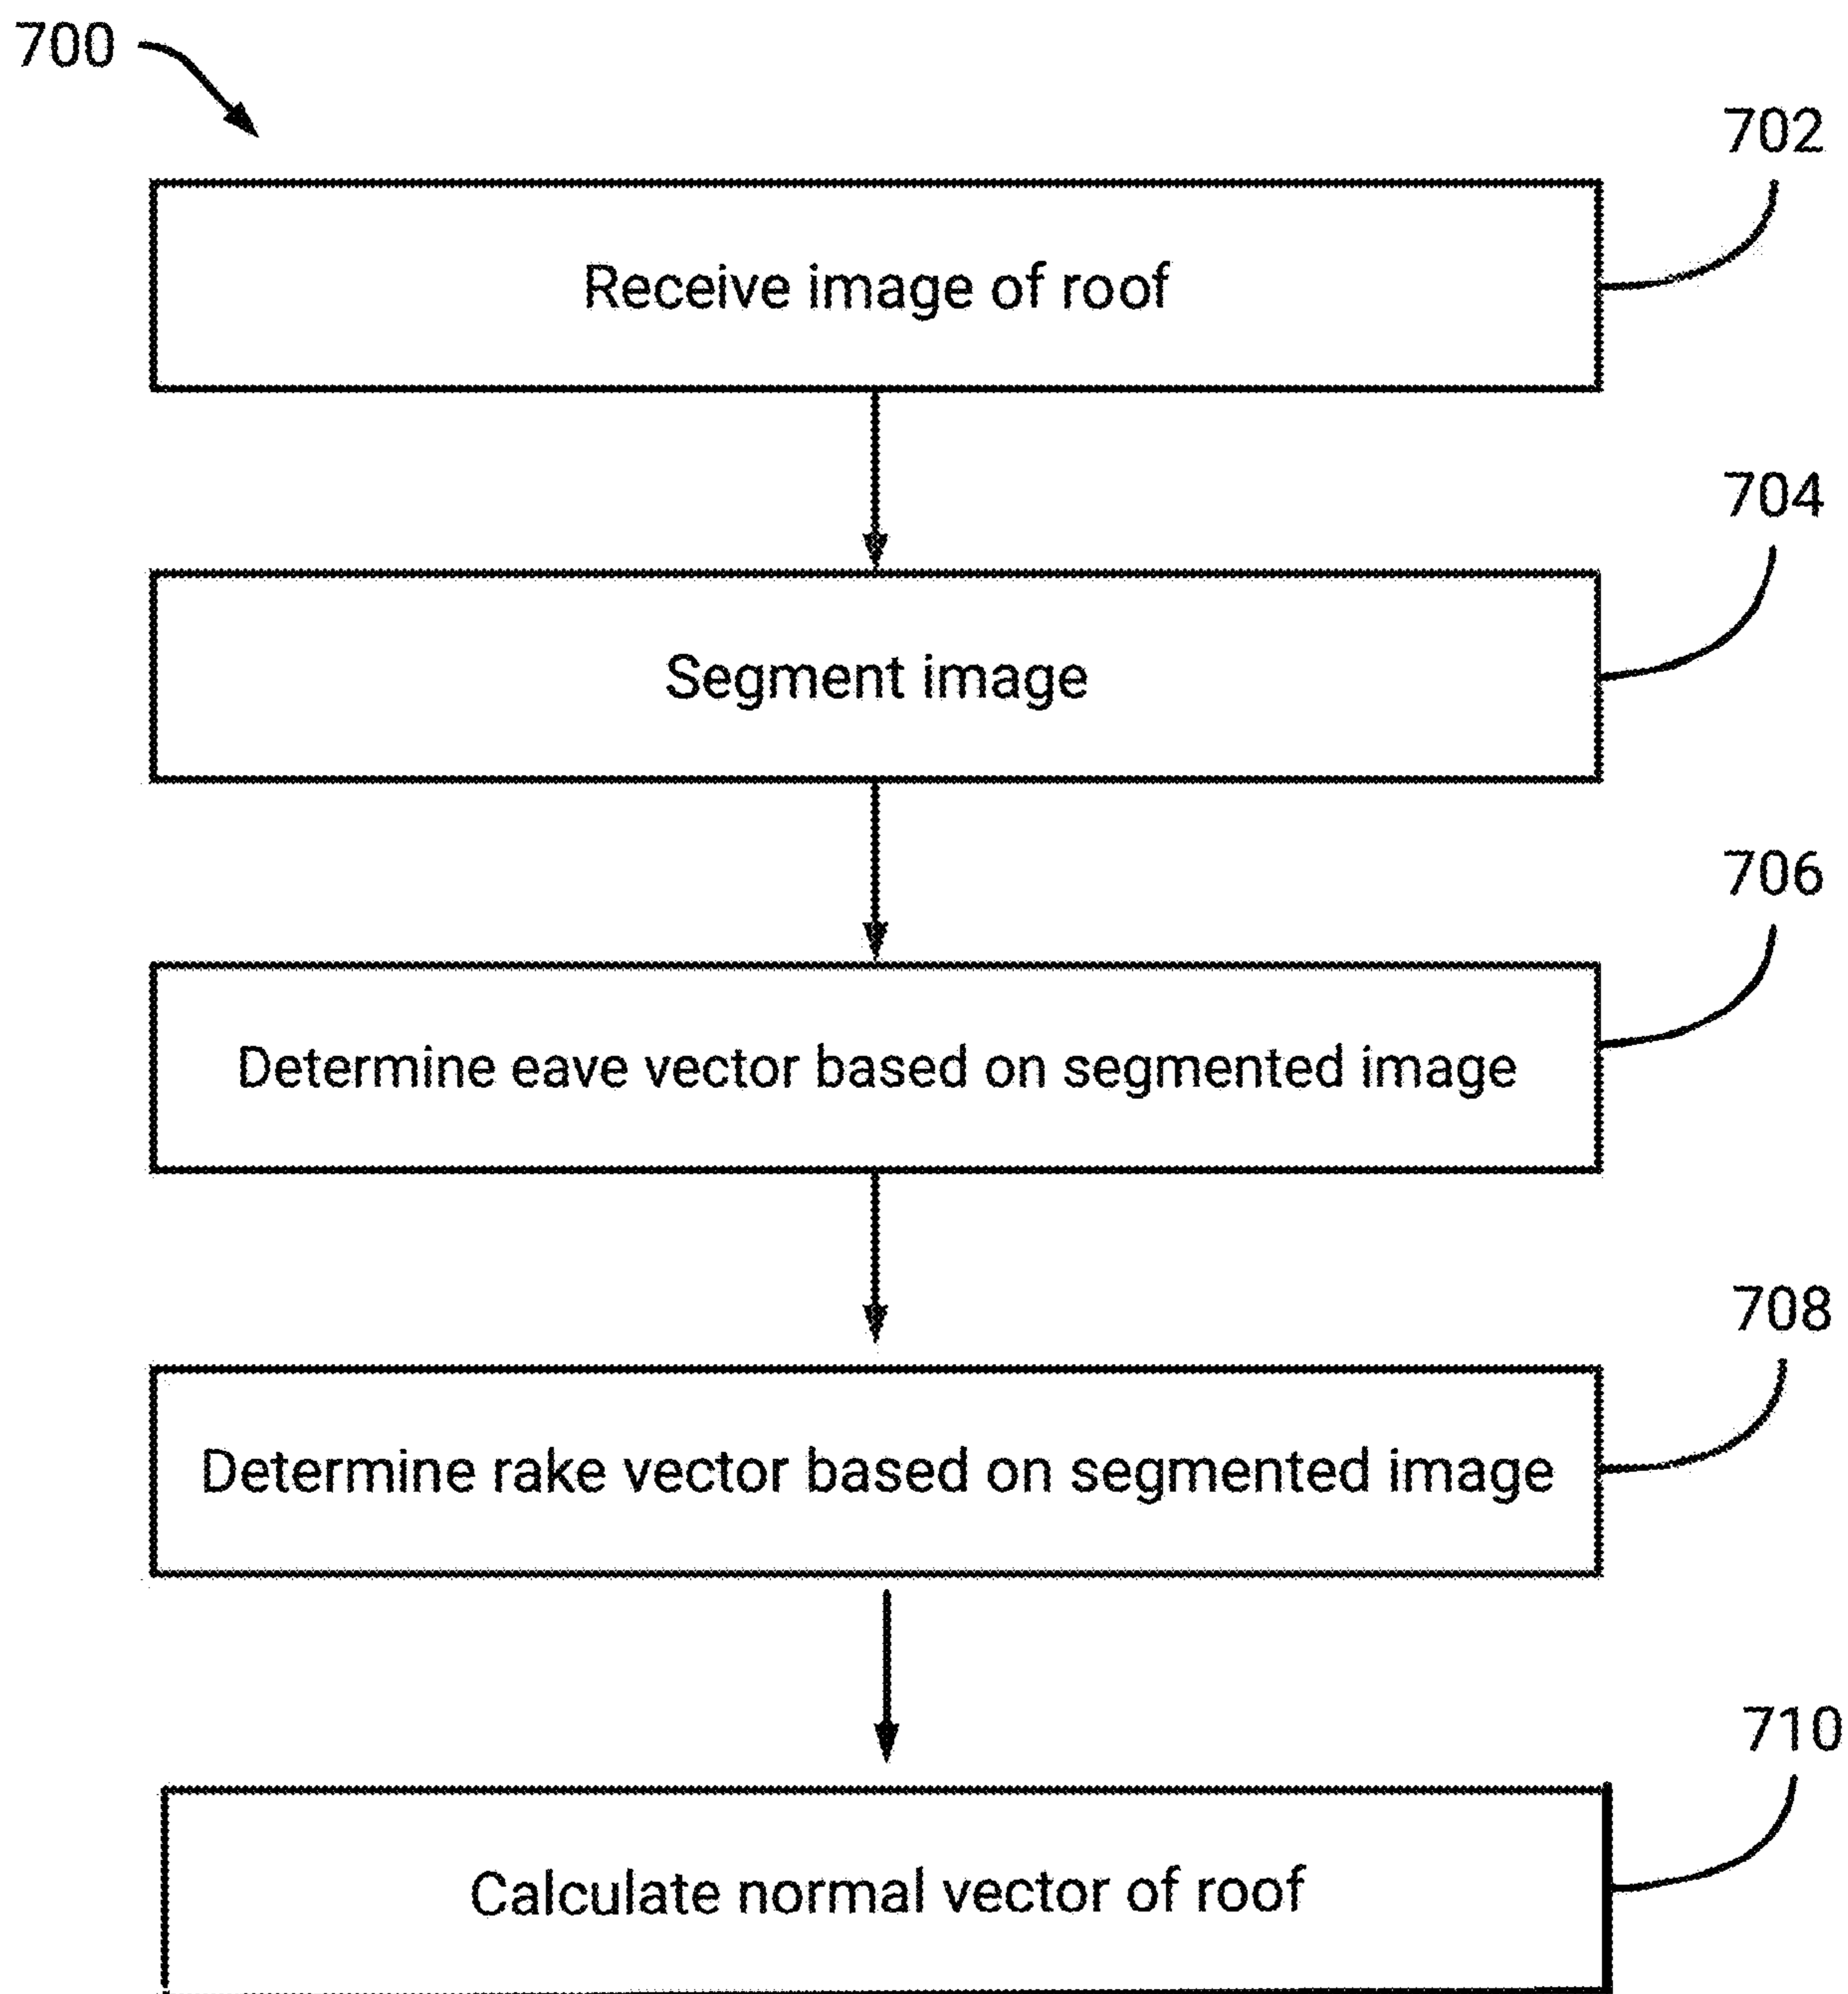 700
702
Receive image of roof
704
Segment image
706
Determine eave vector based on segmented image
708
Determine rake vector based on segmented image
710
Calculate normal vector of roof